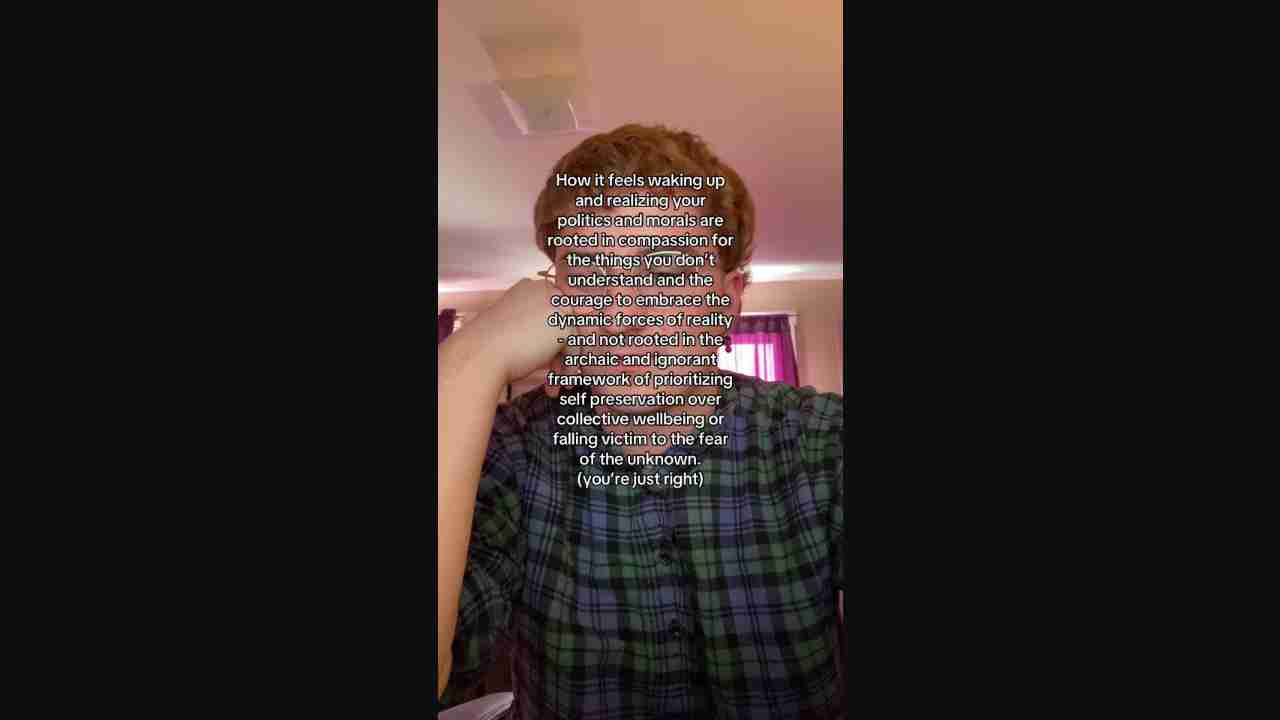 How it feels waking up
and realizing your
politics and morals are
rooted in compassion for
the things you don't
understand and the
courage to embrace the
dynamic forces of reality
- and not rooted in the
archaic and ignorant
framework of prioritizing
self preservation over
collective wellbeing or
falling victim to the fear
of the unknown.
(you're just right)